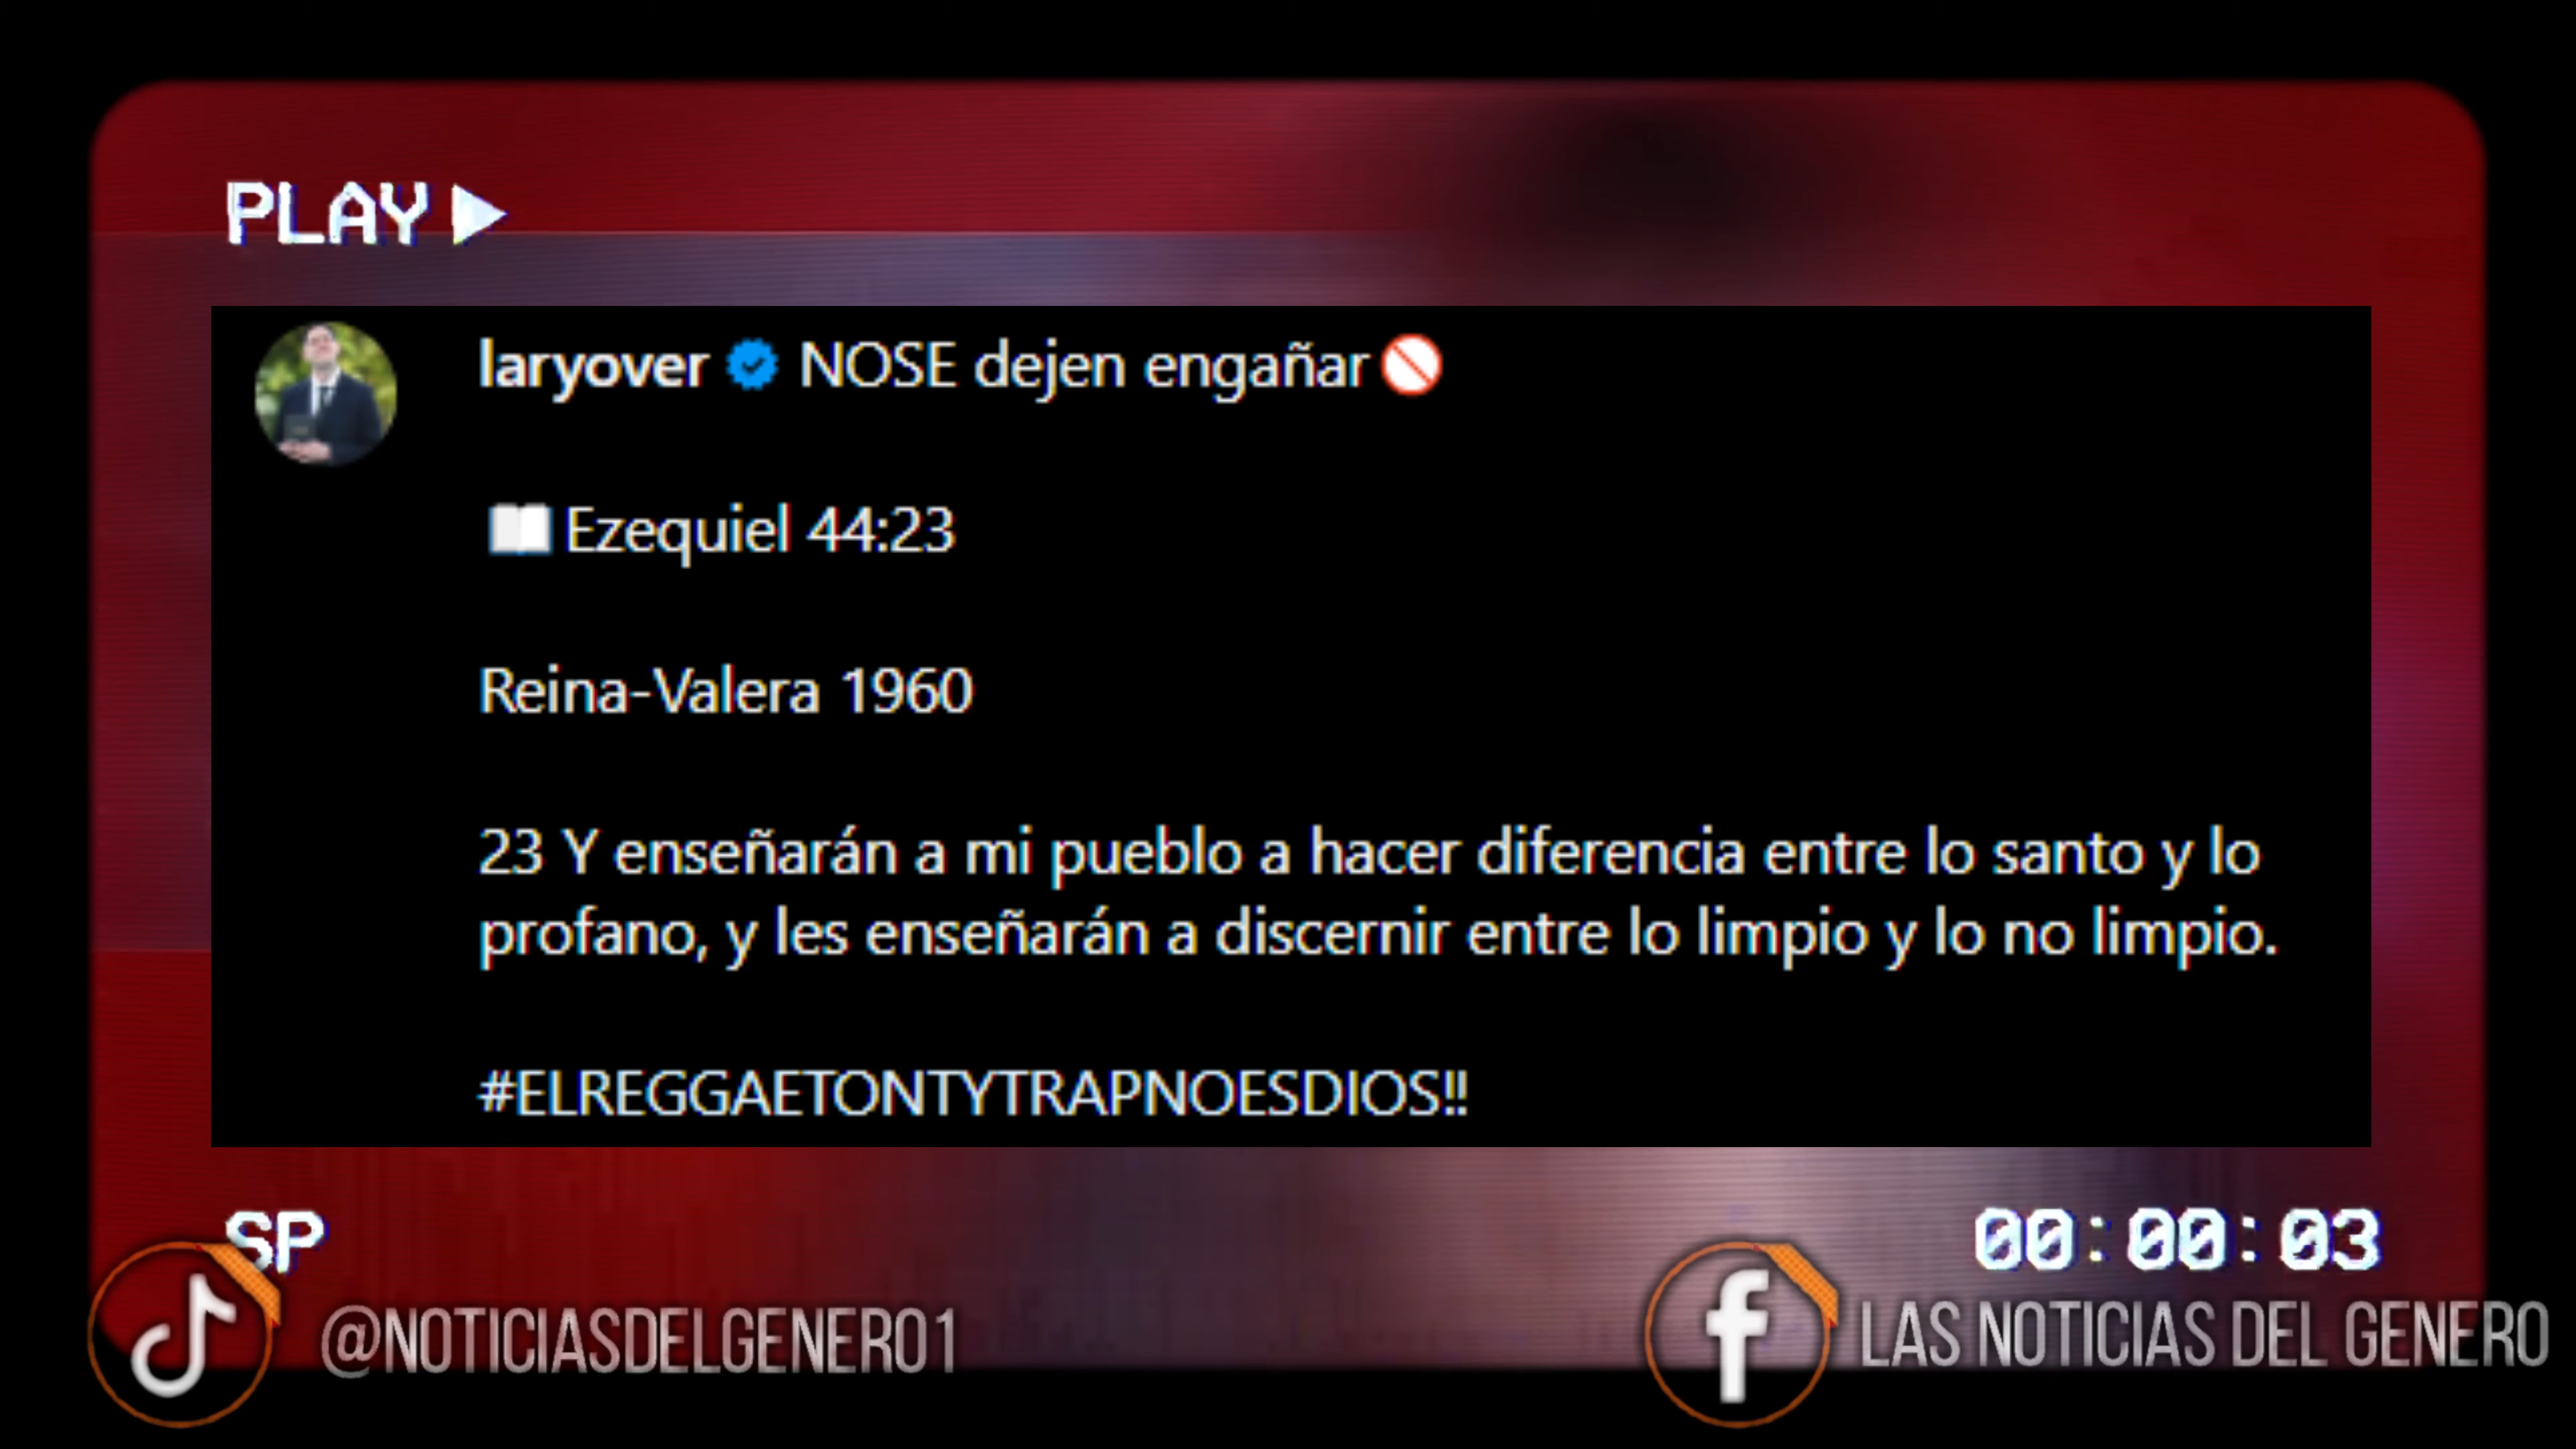 PLAY
laryover NOSE dejen engañar
Ezequiel 44:23
Reina-Valera 1960
23 Y enseñarán a mi pueblo a hacer diferencia entre lo santo y lo
profano, y les enseñarán a discernir entre lo limpio y lo no limpio.
#ELREGGAETONTYTRAPNOESDIOS!!
SP
00:00:03
@NOTICIASDELGENERO1
LAS NOTICIAS DEL GENERO